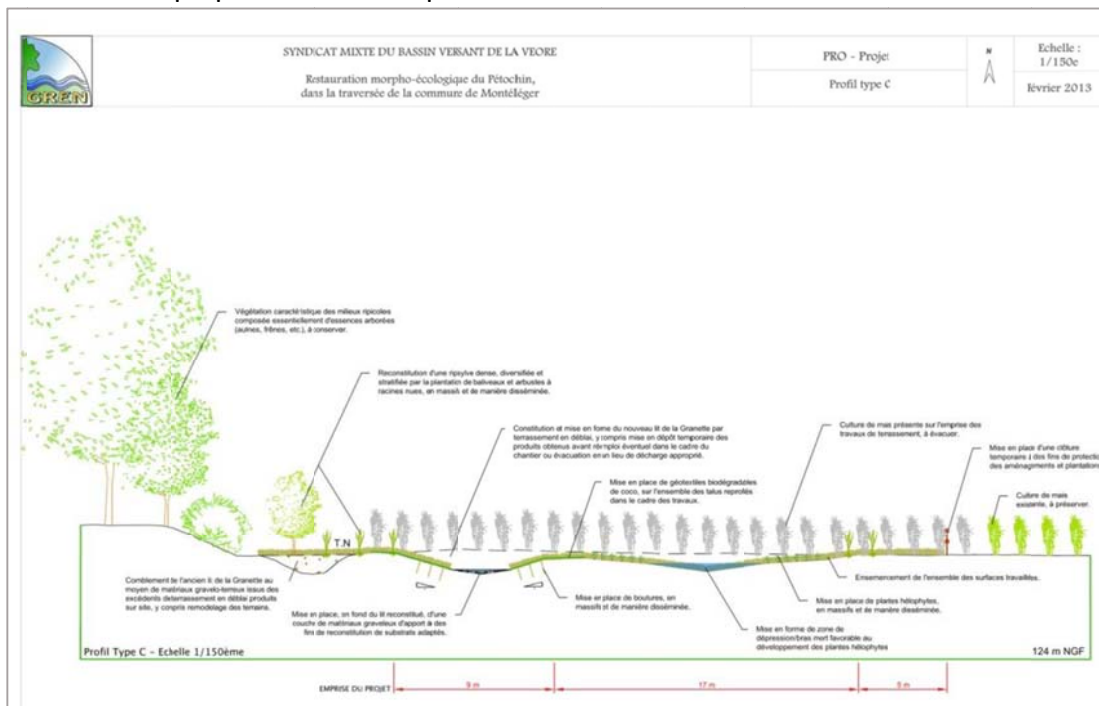 GREN
SYNDICAT MIXTE DU BASSIN VERSANT DE LA VEORE
Restauration morpho-écologique du Pétochin,
dans la traversée de la commune de Montéléger
PRO - Projet
Profil type C
N
Echelle :
1/150e
février 2013
Végétation caractéristique des milieux ripicoles
composée essentiellement d'essences arborées
(aulnes, frênes, etc.), à conserver.
Reconstitution d'une ripisylve dense, diversifiée et
stratifiée par la plantation de baliveaux et arbustes à
racines nues, en massifs et de manière disséminée.
Constitution et mise en forme du nouveau lit de la Granette par
terrassement en déblai, y compris mise en dépôt temporaire des
produits obtenus avant réemploi éventuel dans le cadre du
chantier ou évacuation en un lieu de décharge approprié.
Mise en place de géotextiles biodégradables
de coco, sur l'ensemble des talus reprofilés
dans le cadre des travaux.
Culture de maïs présente sur l'emprise des
travaux de terrassement, à évacuer.
Mise en place d'une clôture
temporaire à des fins de protection
des aménagements et plantation
Culture de maïs
existante, à préserver.
T.N
Comblement de l'ancien lit de la Granette au
moyen de matériaux gravelo-terreux issus des
excédents de terrassement en déblai produits
sur site, y compris remodelage des terrains.
Mise en place, en fond du lit reconstitué, d'une
couche de matériaux graveleux d'apport à des
fins de reconstitution de substrats adaptés.
Mise en place de boutures, en
massifs et de manière disséminée.
Mise en forme de zone de
dépression/bras mort favorable au
développement des plantes hélophytes
Mise en place de plantes hélophytes,
en massifs et de manière disséminée.
Ensemencement de l'ensemble des surfaces travaillées.
Profil Type C - Echelle 1/150ème
124 m NGF
EMPRISE DU PROJET
9 m
17 m
5 m